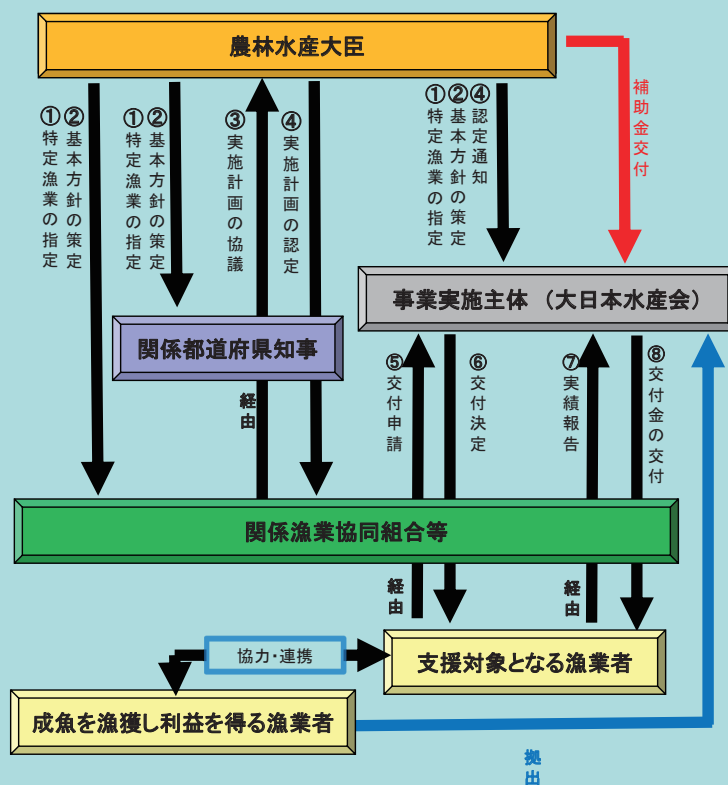 農林水産大臣
補助金交付
①特定漁業の指定
②基本方針の策定
①特定漁業の指定
②基本方針の策定
③実施計画の協議
④実施計画の認定
①特定漁業の指定
②基本方針の策定
④認定通知
事業実施主体 （大日本水産会）
関係都道府県知事
経由
⑤交付申請
⑥交付決定
⑦実績報告
⑧交付金の交付
関係漁業協同組合等
経由
経由
協力・連携
支援対象となる漁業者
成魚を漁獲し利益を得る漁業者
拠出